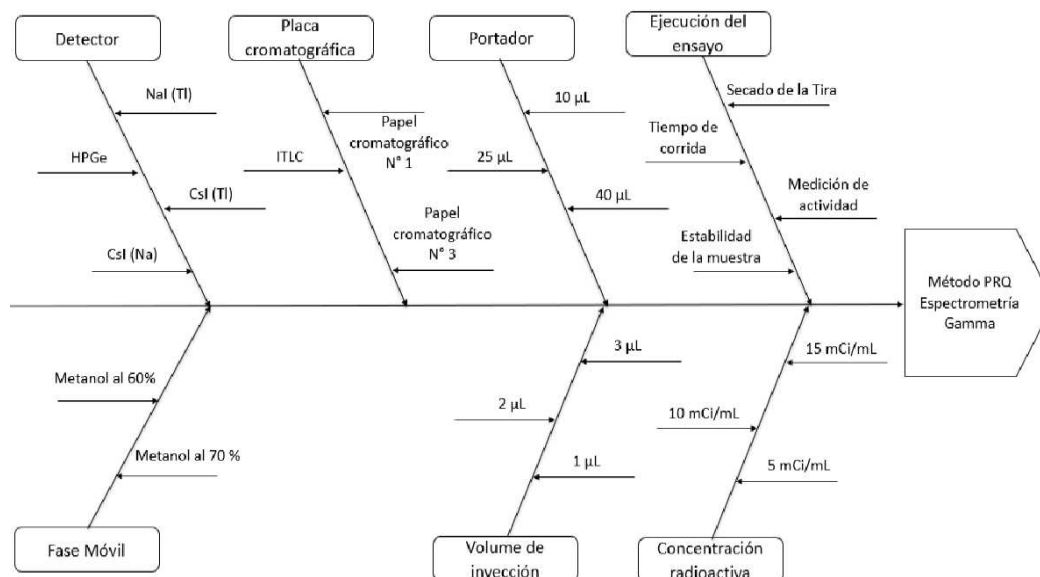 Detector
Placa
cromatográfica
Portador
Ejecución del
ensayo
NaI (Tl)
HPGe
CsI (Tl)
CsI (Na)
Papel
cromatográfico
N° 1
ITLC
Papel
cromatográfico
N° 3
10 µL
25 µL
40 µL
Secado de la Tira
Tiempo de
corrida
Medición de
actividad
Estabilidad
de la muestra
Método PRQ
Espectrometría
Gamma
Metanol al 60%
Metanol al 70 %
3 µL
2 µL
1 µL
15 mCi/mL
10 mCi/mL
5 mCi/mL
Fase Móvil
Volume de
inyección
Concentración
radioactiva